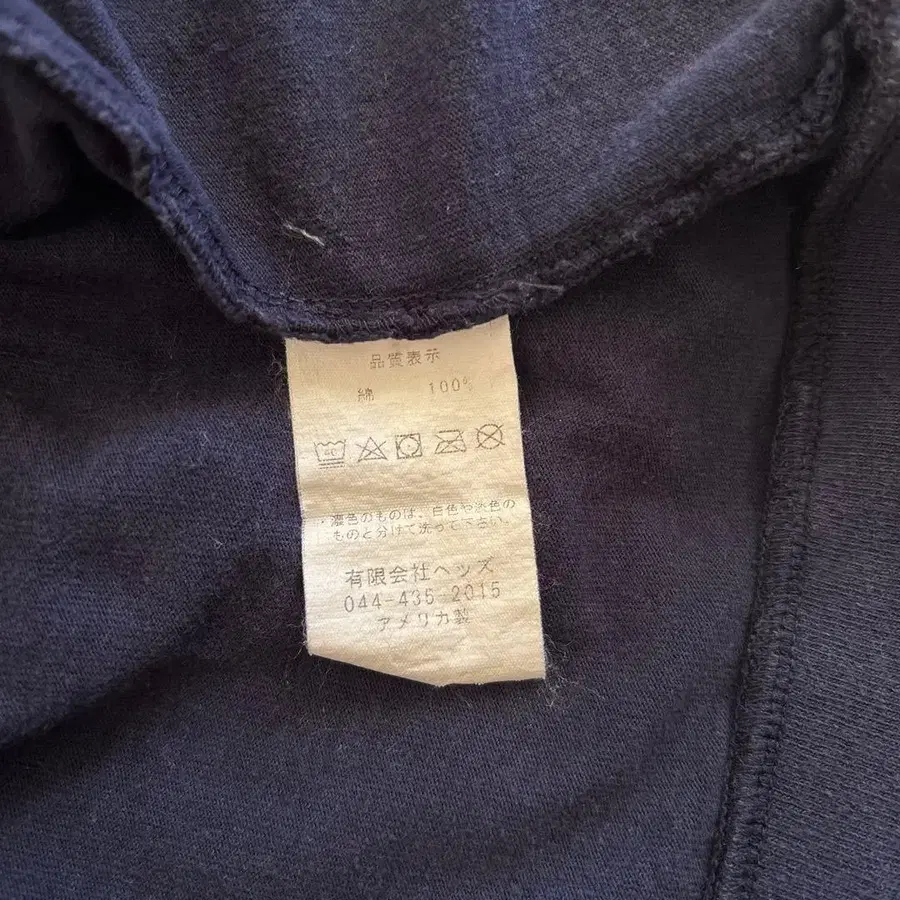 品質表示
綿 100%
・濃色のものは、白色や淡色の
ものと分けて洗って下さい。
有限会社ヘッズ
044-435-2015
アメリカ製